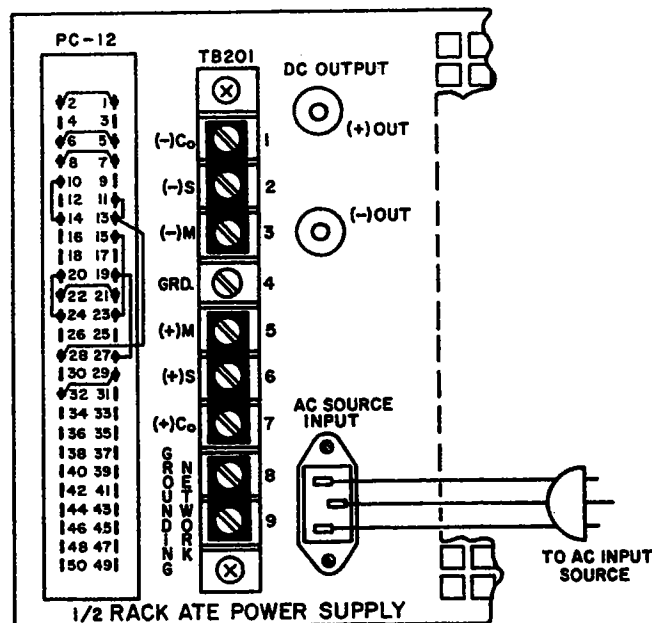 PC-12
TB201
DC OUTPUT
(+)OUT
(-)OUT
2 1
4 3
6 5
8 7
10 9
12 11
14 13
16 15
18 17
20 19
22 21
24 23
26 25
28 27
30 29
32 31
34 33
36 35
38 37
40 39
42 41
44 43
46 45
48 47
50 49
(-)Co 1
(-)S 2
(-)M 3
GRD. 4
(+)M 5
(+)S 6
(+)Co 7
8
9
GROUNDING
NETWORK
AC SOURCE
INPUT
TO AC INPUT
SOURCE
1/2 RACK ATE POWER SUPPLY